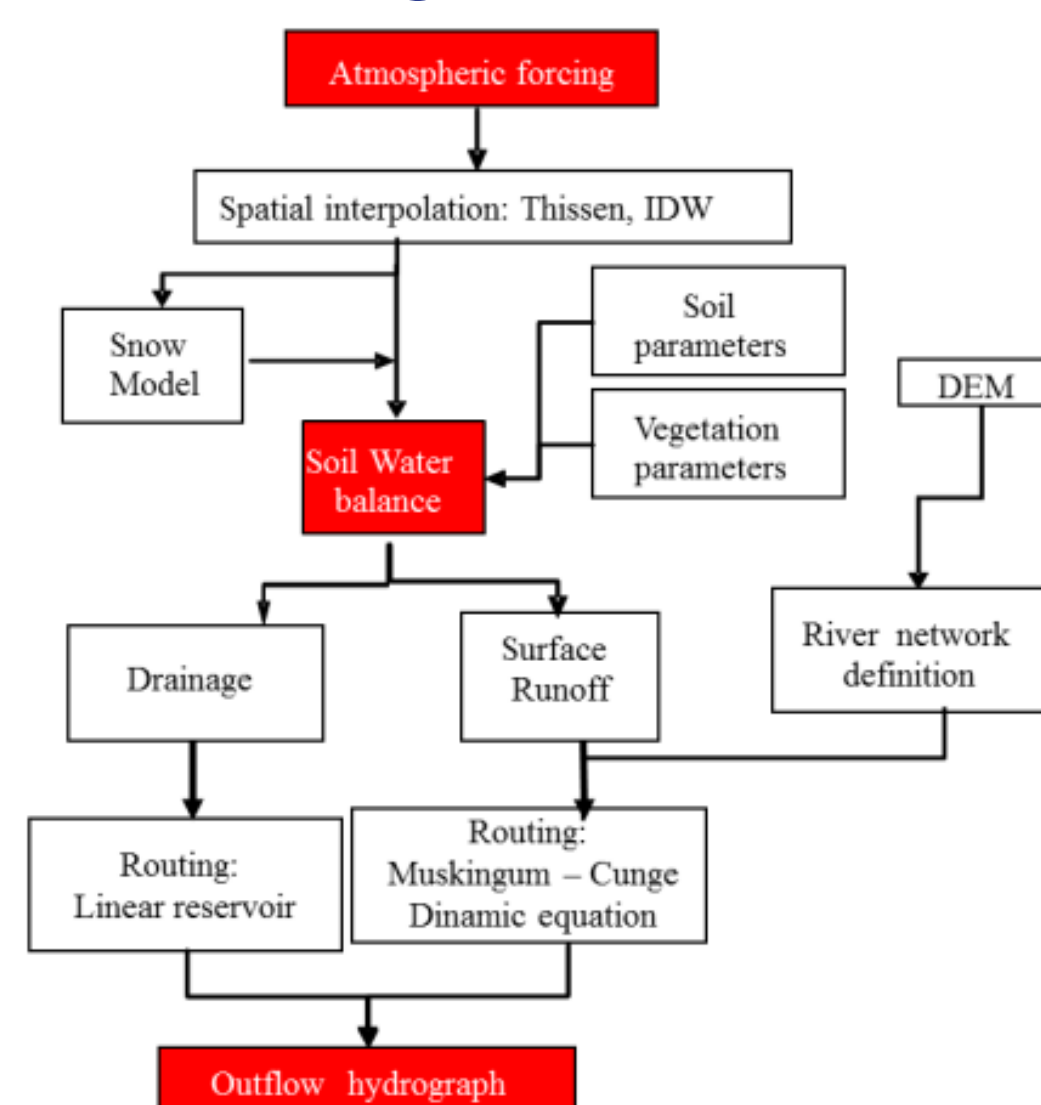 Atmospheric forcing
Spatial interpolation: Thissen, IDW
Snow
Model
Soil
parameters
DEM
Vegetation
parameters
Soil Water
balance
Drainage
Surface
Runoff
River network
definition
Routing:
Linear reservoir
Routing:
Muskingum – Cunge
Dinamic equation
Outflow hydrograph